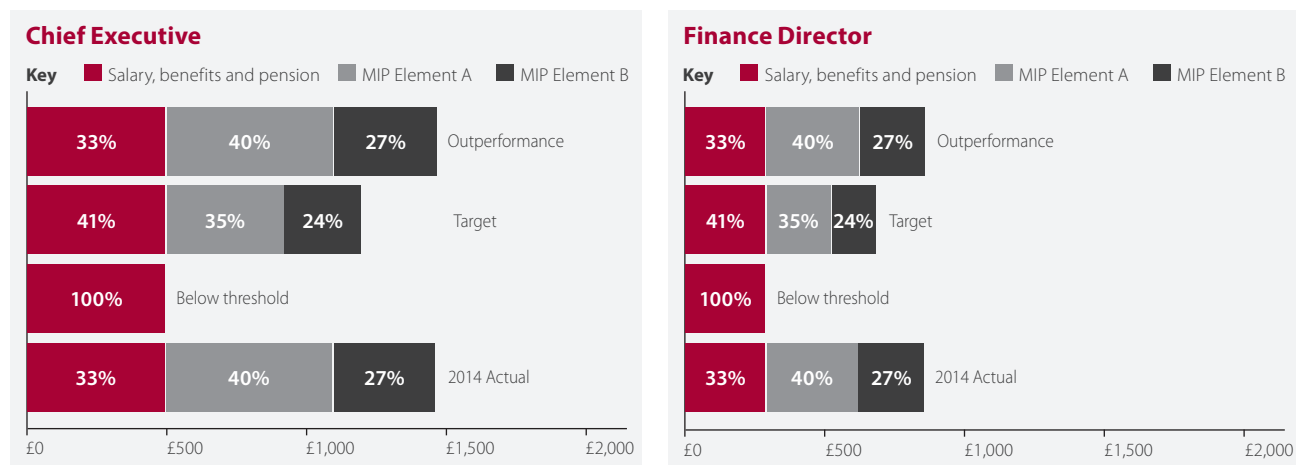 Chief Executive
Key Salary, benefits and pension MIP Element A MIP Element B
33% 40% 27% Outperformance
41% 35% 24% Target
100% Below threshold
33% 40% 27% 2014 Actual
£0 £500 £1,000 £1,500 £2,000
Finance Director
Key Salary, benefits and pension MIP Element A MIP Element B
33% 40% 27% Outperformance
41% 35% 24% Target
100% Below threshold
33% 40% 27% 2014 Actual
£0 £500 £1,000 £1,500 £2,000